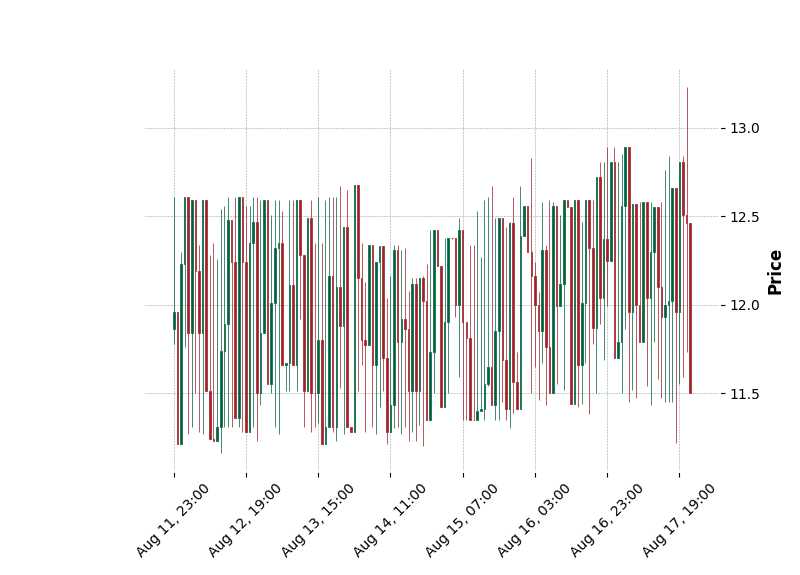 13.0
12.5
12.0
11.5
Price
Aug 11, 23:00
Aug 12, 19:00
Aug 13, 15:00
Aug 14, 11:00
Aug 15, 07:00
Aug 16, 03:00
Aug 16, 23:00
Aug 17, 19:00